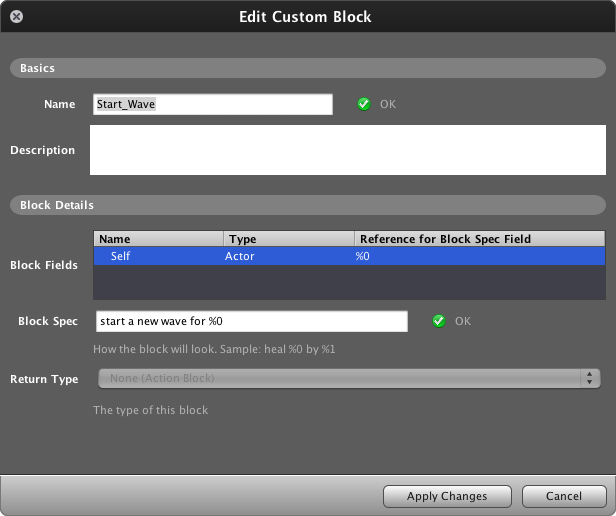 Edit Custom Block
Basics
Name Start_Wave OK
Description
Block Details
Name Type Reference for Block Spec Field
Block Fields Self Actor %0
Block Spec start a new wave for %0 OK
How the block will look. Sample: heal %0 by %1
Return Type None (Action Block)
The type of this block
Apply Changes Cancel